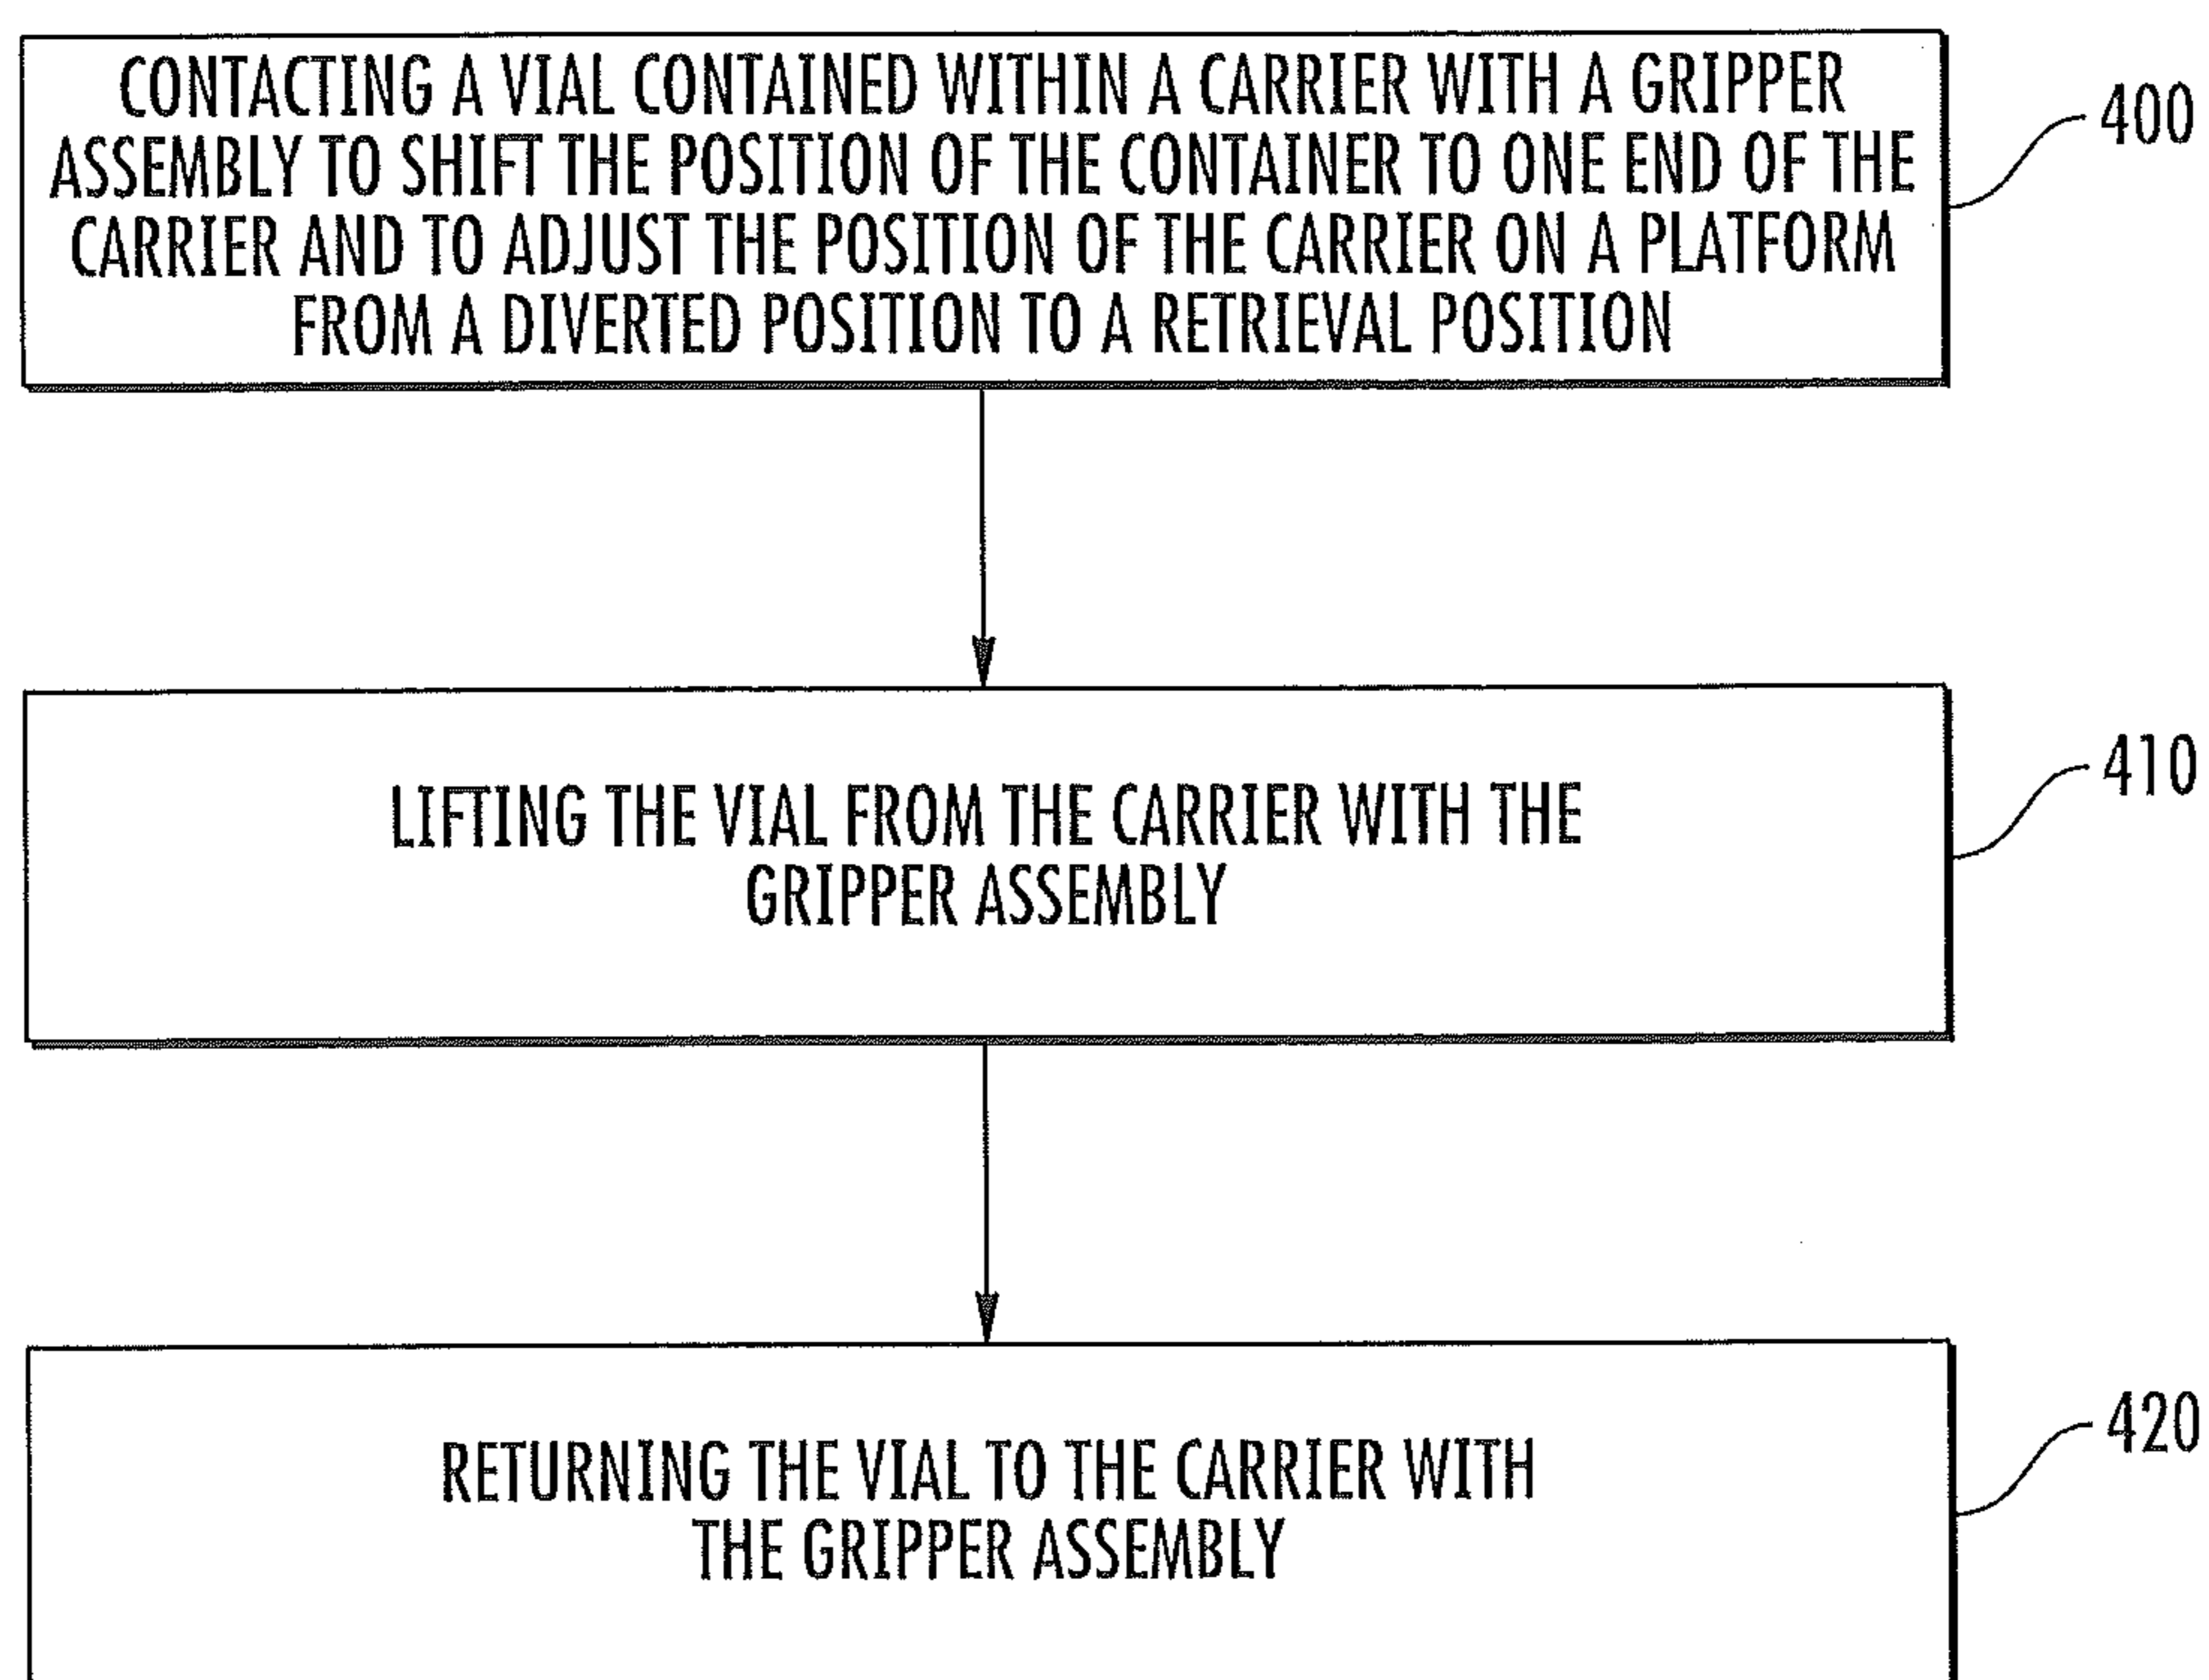 CONTACTING A VIAL CONTAINED WITHIN A CARRIER WITH A GRIPPER
ASSEMBLY TO SHIFT THE POSITION OF THE CONTAINER TO ONE END OF THE
CARRIER AND TO ADJUST THE POSITION OF THE CARRIER ON A PLATFORM
FROM A DIVERTED POSITION TO A RETRIEVAL POSITION
400
LIFTING THE VIAL FROM THE CARRIER WITH THE
GRIPPER ASSEMBLY
410
RETURNING THE VIAL TO THE CARRIER WITH
THE GRIPPER ASSEMBLY
420